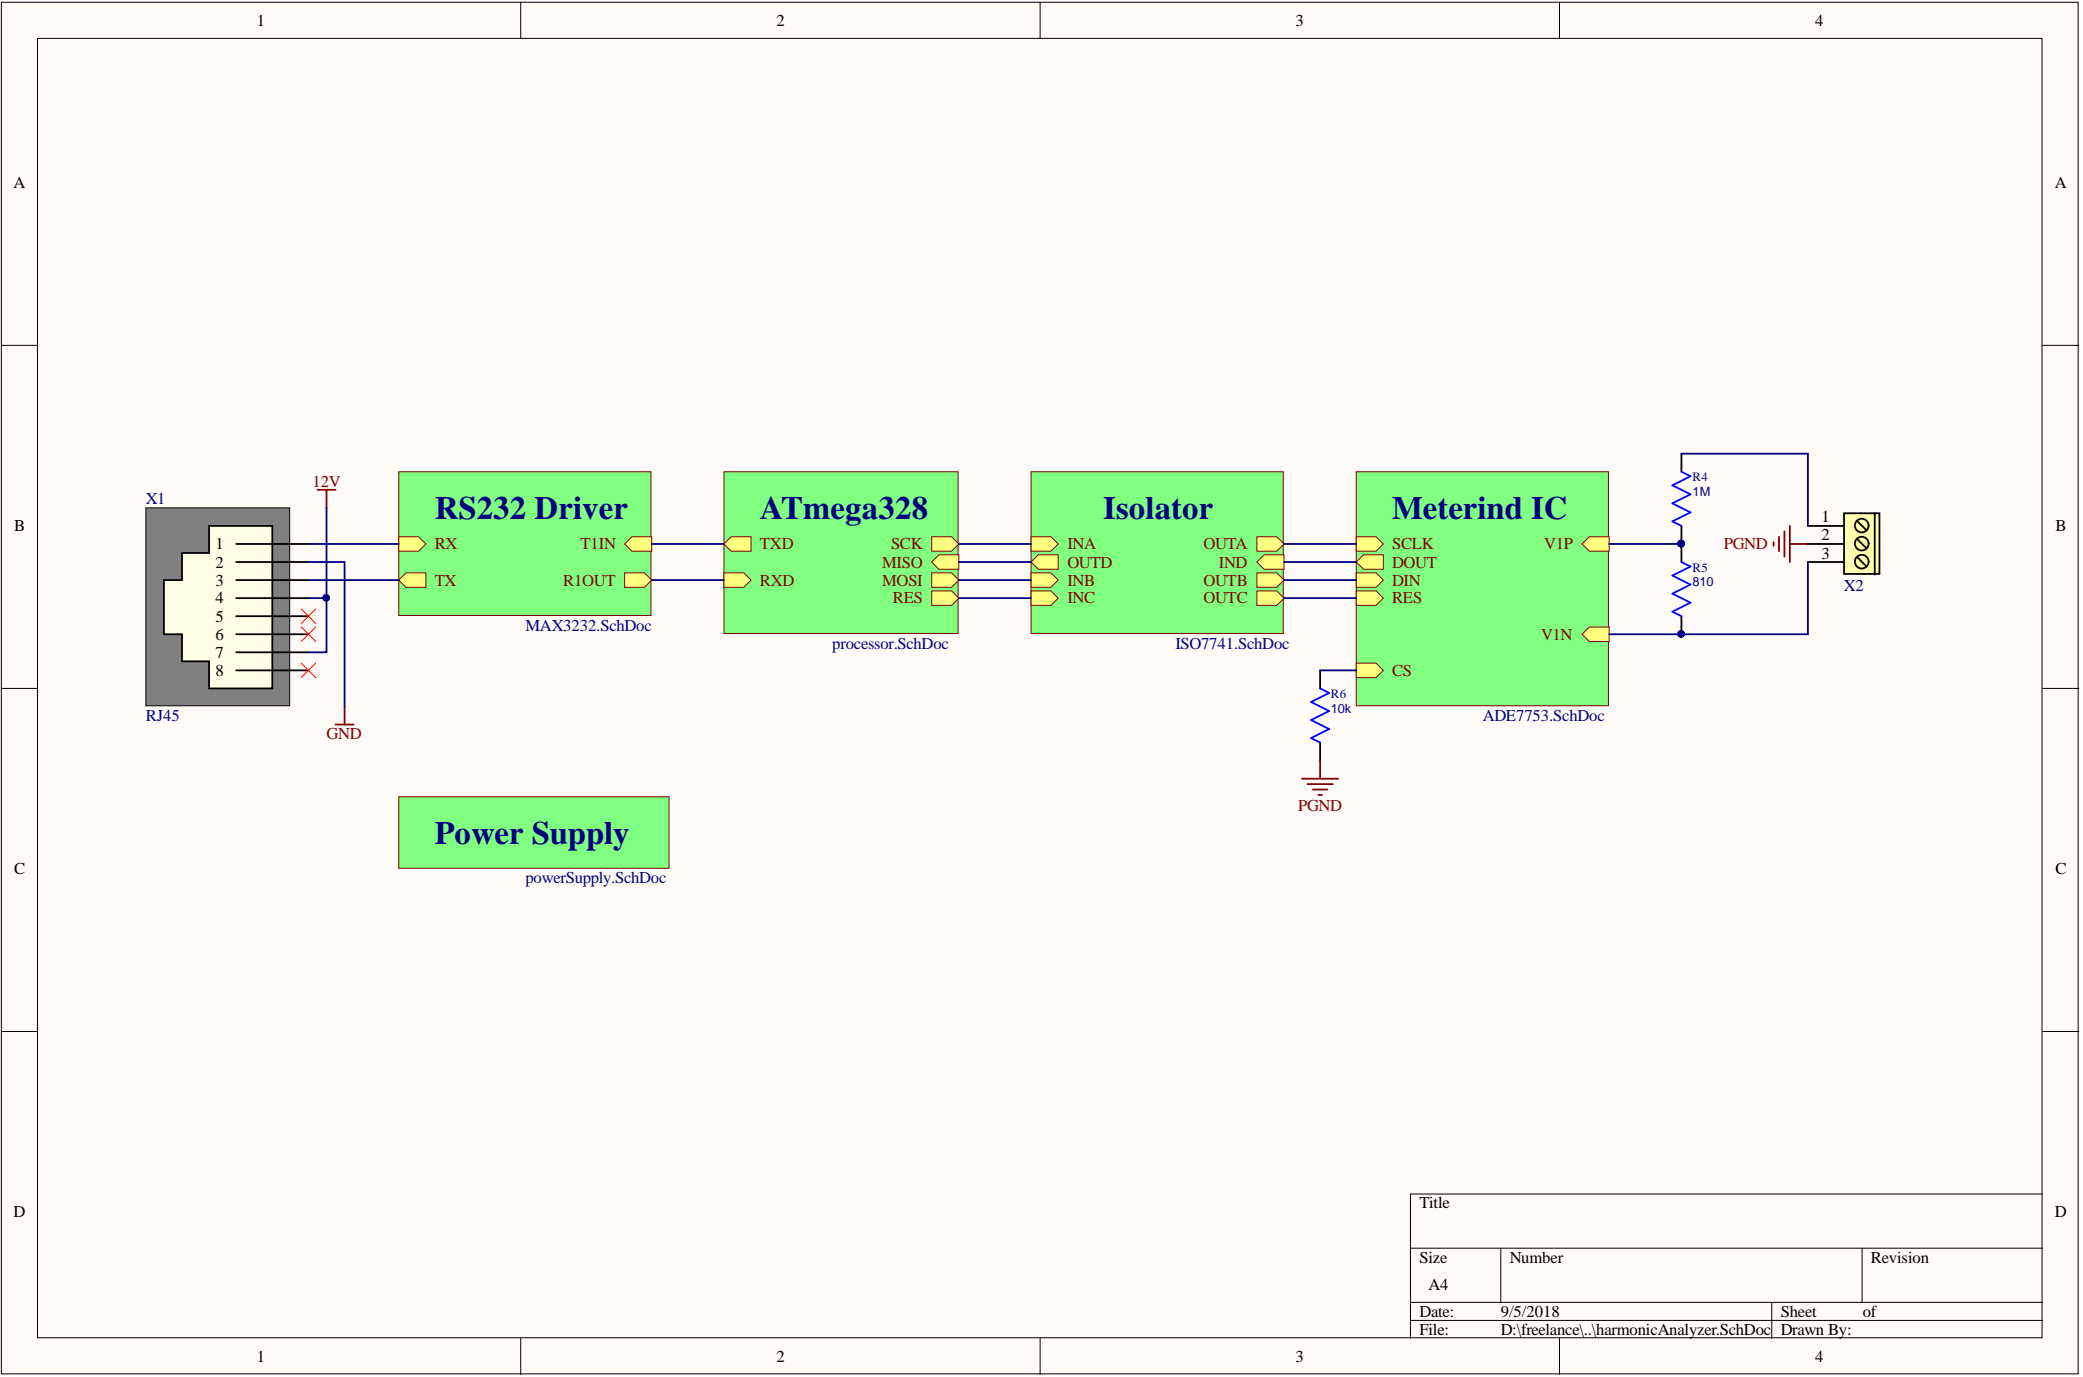 1 2 3 4
A A
B B
C C
D D
X1
12V
1
2
3
4
5
6
7
8
RJ45
GND
RS232 Driver
RX T1IN
TX R1OUT
MAX3232.SchDoc
ATmega328
TXD SCK
MISO
RXD MOSI
RES
processor.SchDoc
Isolator
INA OUTA
OUTD IND
INB OUTB
INC OUTC
ISO7741.SchDoc
Meterind IC
SCLK V1P
DOUT
DIN
RES
V1N
CS
ADE7753.SchDoc
R6
10k
PGND
R4
1M
R5
810
PGND
1
2
3
X2
Power Supply
powerSupply.SchDoc
Title
Size Number Revision
A4
Date: 9/5/2018 Sheet of
File: D:\freelance\..\harmonicAnalyzer.SchDoc Drawn By:
1 2 3 4